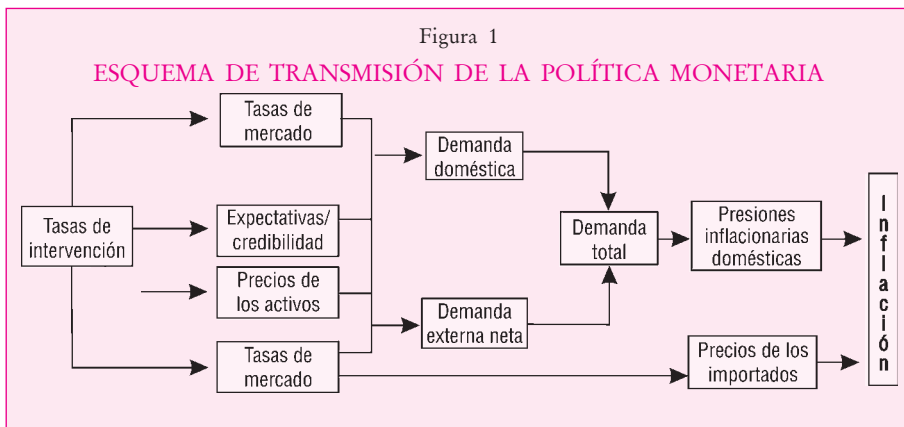 Figura 1
ESQUEMA DE TRANSMISIÓN DE LA POLÍTICA MONETARIA
Tasas de
intervención
Tasas de
mercado
Expectativas/
credibilidad
Precios de
los activos
Tasas de
mercado
Demanda
doméstica
Demanda
externa neta
Demanda
total
Presiones
inflacionarias
domésticas
Precios de los
importados
Inflación